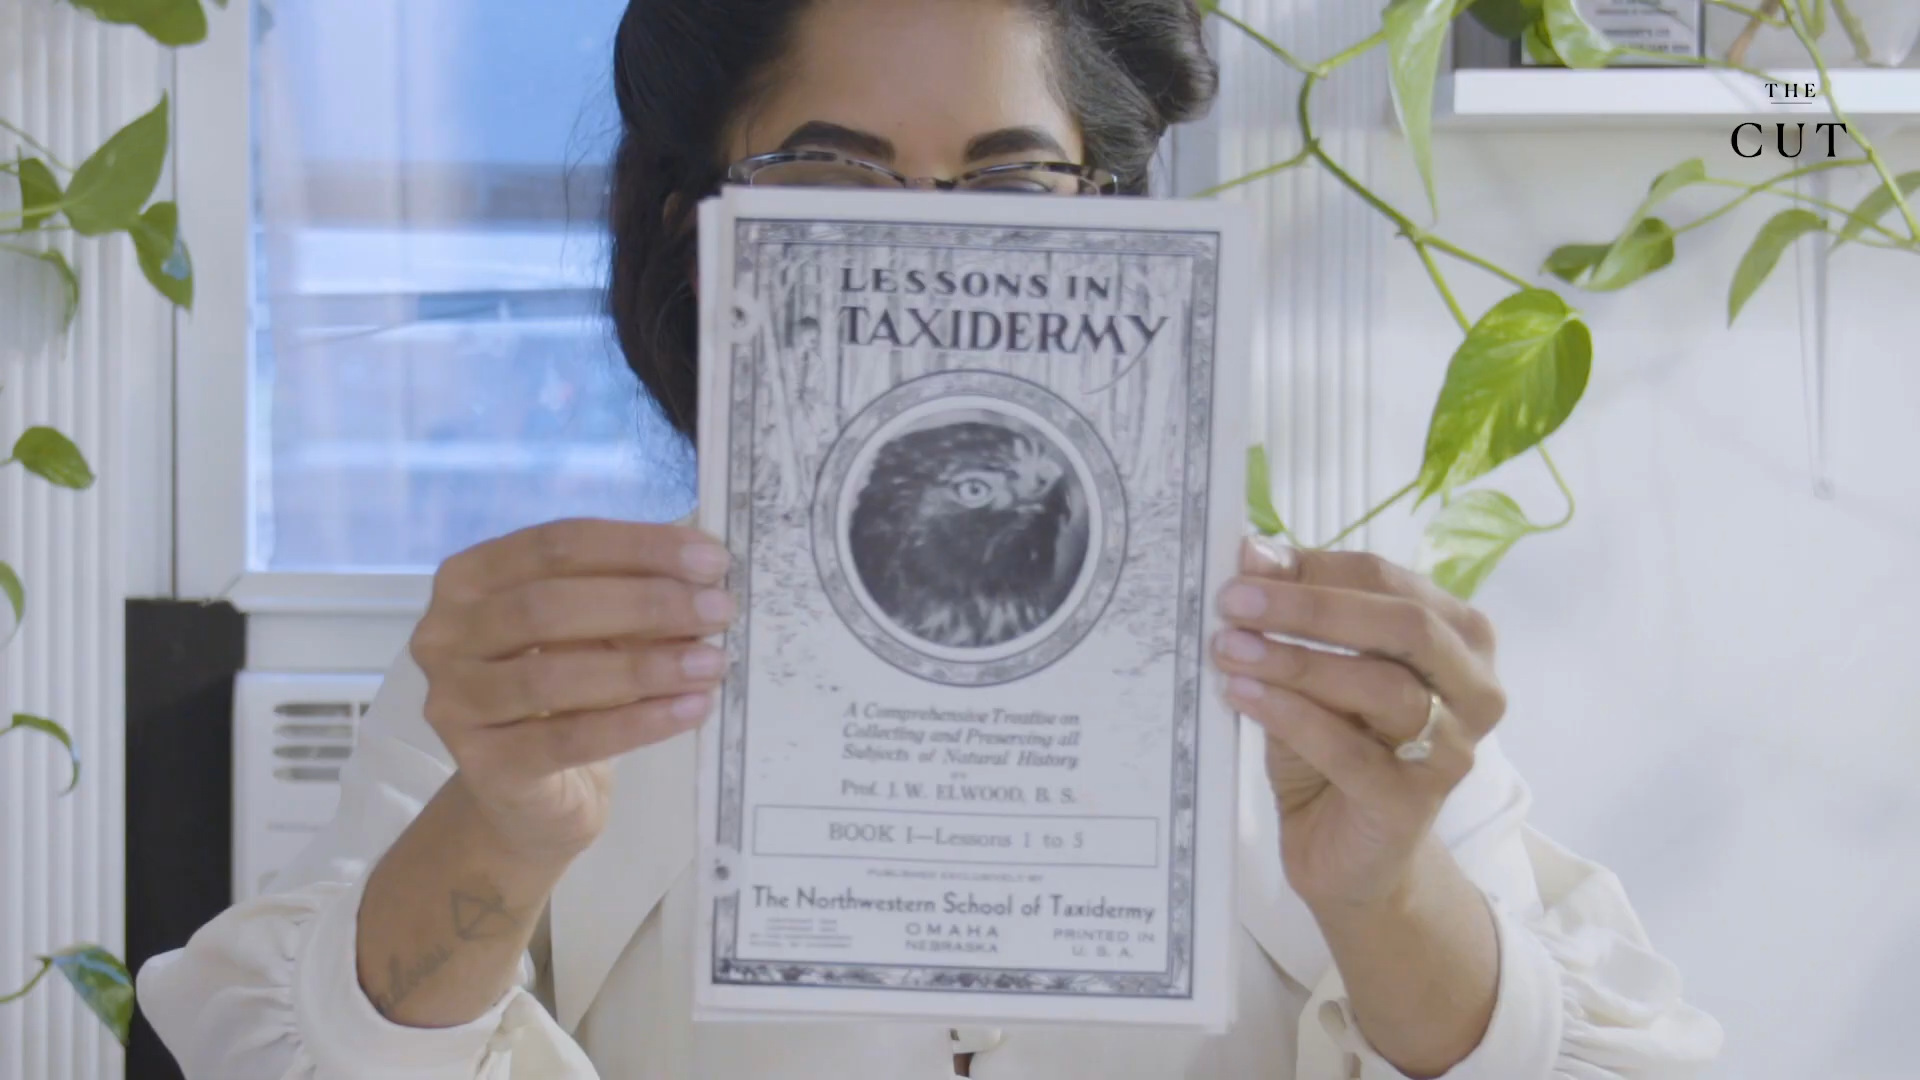 THE
CUT
LESSONS IN
TAXIDERMY
A Comprehensive Treatise on
Collecting and Preserving all
Subjects of Natural History
BY
Prof. J. W. ELWOOD, B. S.
BOOK I—Lessons 1 to 5
PUBLISHED EXCLUSIVELY BY
The Northwestern School of Taxidermy
OMAHA
NEBRASKA
PRINTED IN
U. S. A.